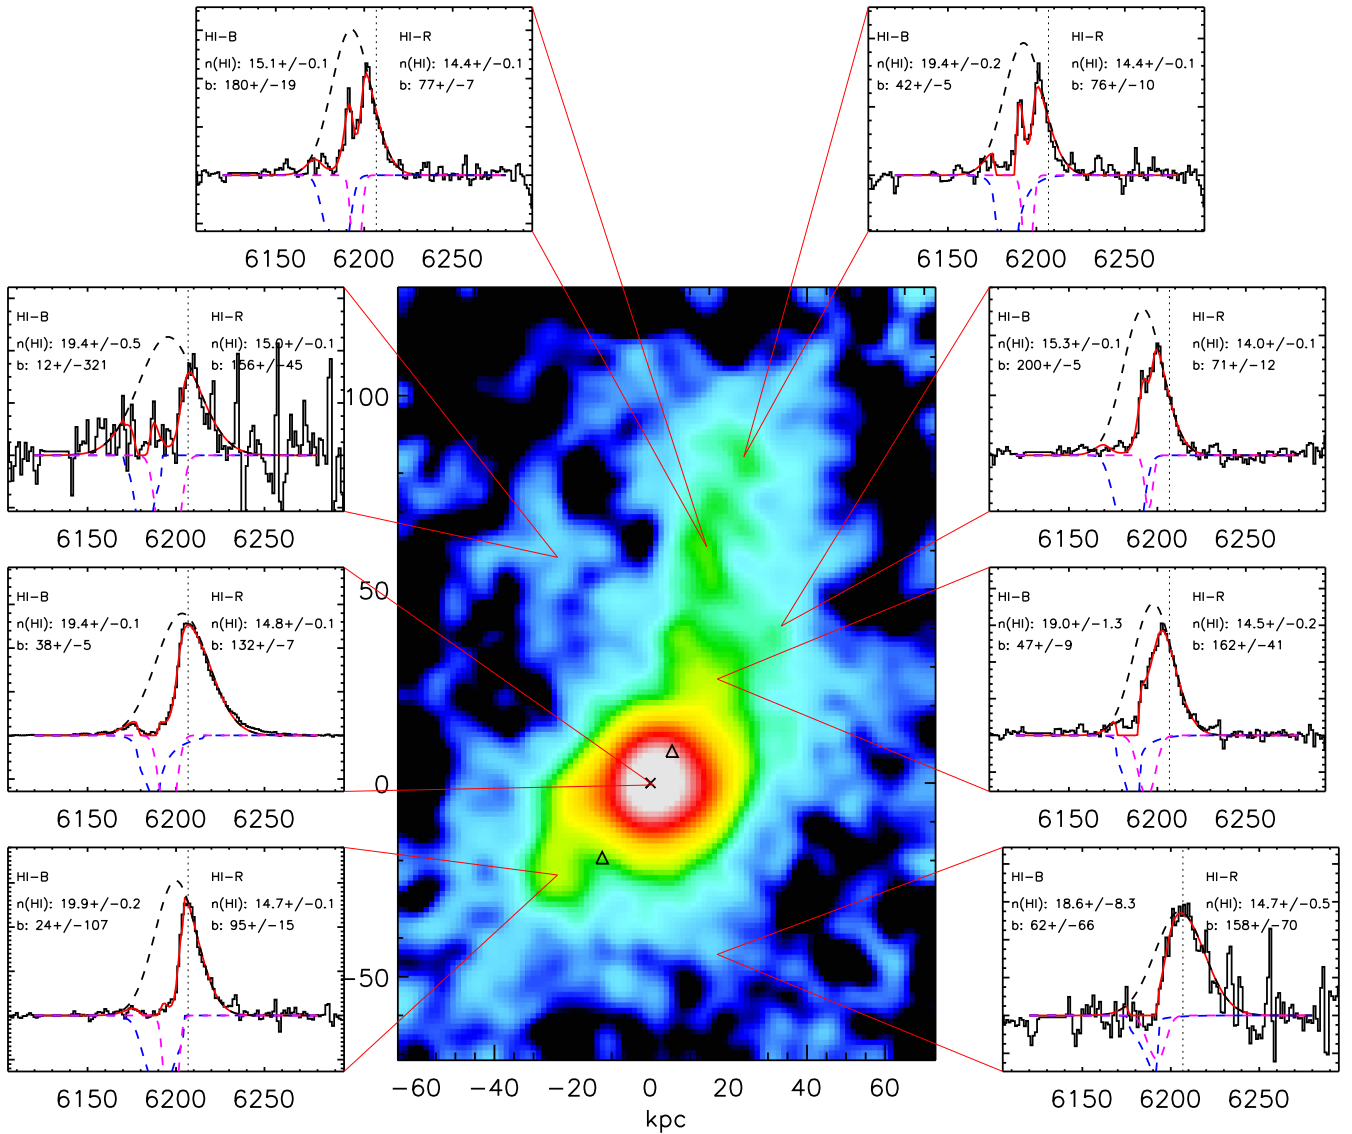 HI-B HI-R
n(HI): 15.1+/-0.1 14.4+/-0.1
b: 180+/-19 b: 77+/-7
6150 6200 6250
HI-B HI-R
n(HI): 19.4+/-0.2 n(HI): 14.4+/-0.1
b: 42+/-5 b: 76+/-10
6150 6200 6250
HI-B HI-R
n(HI): 19.4+/-0.5 n(HI): 15.0+/-0.1
b: 12+/-321 b: 156+/-45
6150 6200 6250
HI-B HI-R
n(HI): 15.3+/-0.1 n(HI): 14.0+/-0.1
b: 200+/-5 b: 71+/-12
6150 6200 6250
HI-B HI-R
n(HI): 19.4+/-0.1 n(HI): 14.8+/-0.1
b: 38+/-5 b: 132+/-7
6150 6200 6250
HI-B HI-R
n(HI): 19.0+/-1.3 n(HI): 14.5+/-0.2
b: 47+/-9 b: 162+/-41
6150 6200 6250
HI-B HI-R
n(HI): 19.9+/-0.2 n(HI): 14.7+/-0.1
b: 24+/-107 b: 95+/-15
6150 6200 6250
HI-B HI-R
n(HI): 18.6+/-8.3 n(HI): 14.7+/-0.5
b: 62+/-66 b: 158+/-70
6150 6200 6250
100
50
0
-50
-60 -40 -20 0 20 40 60
kpc